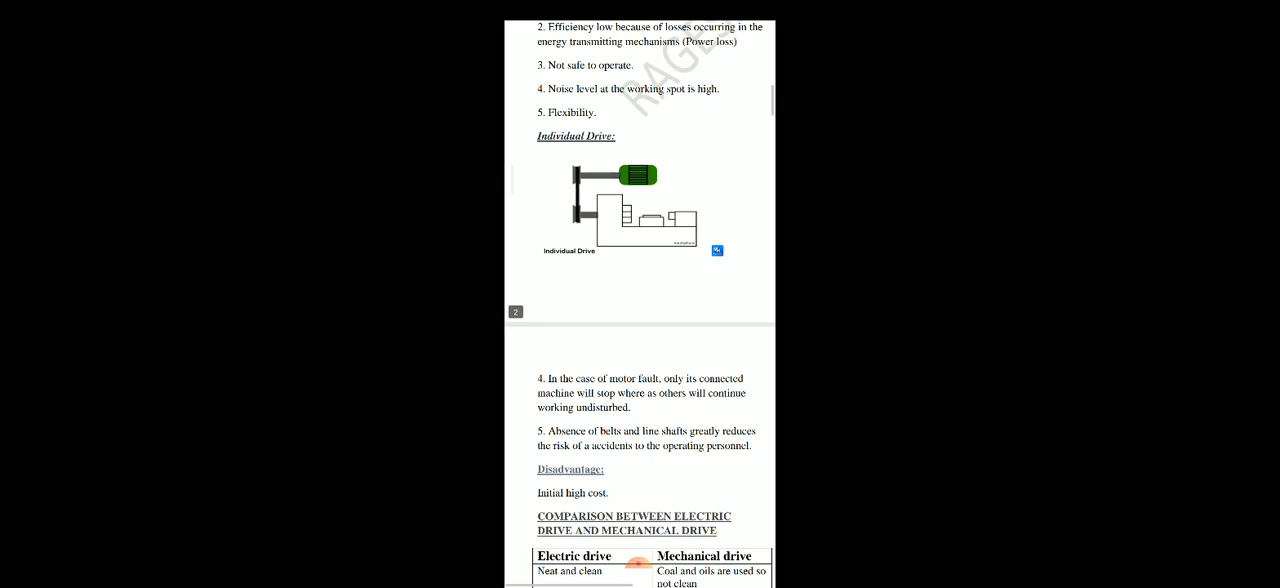 2. Efficiency low because of losses occurring in the
energy transmitting mechanisms (Power loss)
3. Not safe to operate.
4. Noise level at the working spot is high.
5. Flexibility.
Individual Drive:
Individual Drive
2
4. In the case of motor fault, only its connected
machine will stop where as others will continue
working undisturbed.
5. Absence of belts and line shafts greatly reduces
the risk of a accidents to the operating personnel.
Disadvantage:
Initial high cost.
COMPARISON BETWEEN ELECTRIC
DRIVE AND MECHANICAL DRIVE
Electric drive Mechanical drive
Neat and clean Coal and oils are used so
not clean